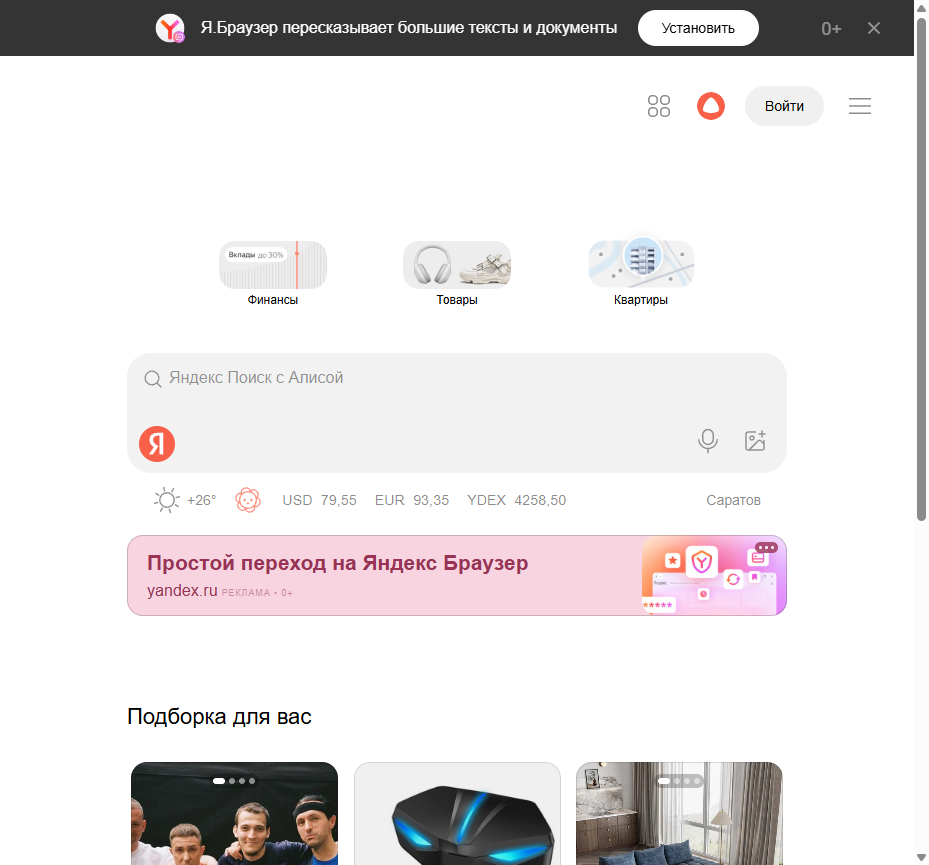 Я.Браузер пересказывает большие тексты и документы
Установить
0+
Войти
Вклады до 30%
Финансы
Товары
Квартиры
Яндекс Поиск с Алисой
Я
+26°
USD 79,55 EUR 93,35 YDEX 4258,50
Саратов
Простой переход на Яндекс Браузер
yandex.ru РЕКЛАМА • 0+
Подборка для вас